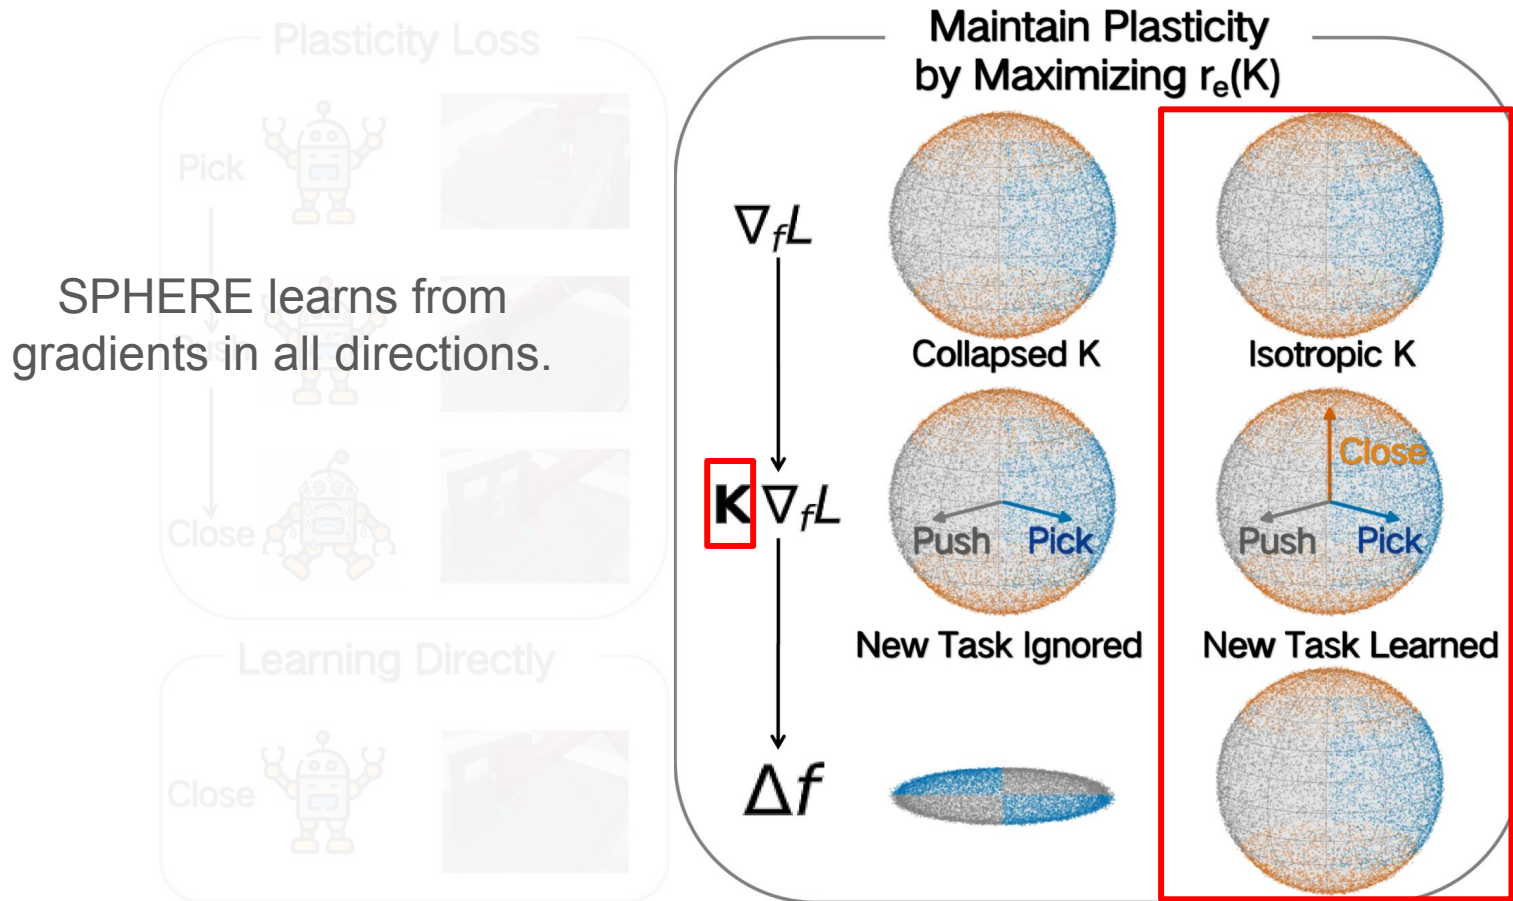 Plasticity Loss
Pick
Push
Close
Learning Directly
Close
SPHERE learns from
gradients in all directions.
Maintain Plasticity
by Maximizing rₑ(K)
∇fL
Collapsed K
Isotropic K
K∇fL
Push
Pick
Close
Push
Pick
New Task Ignored
New Task Learned
Δf